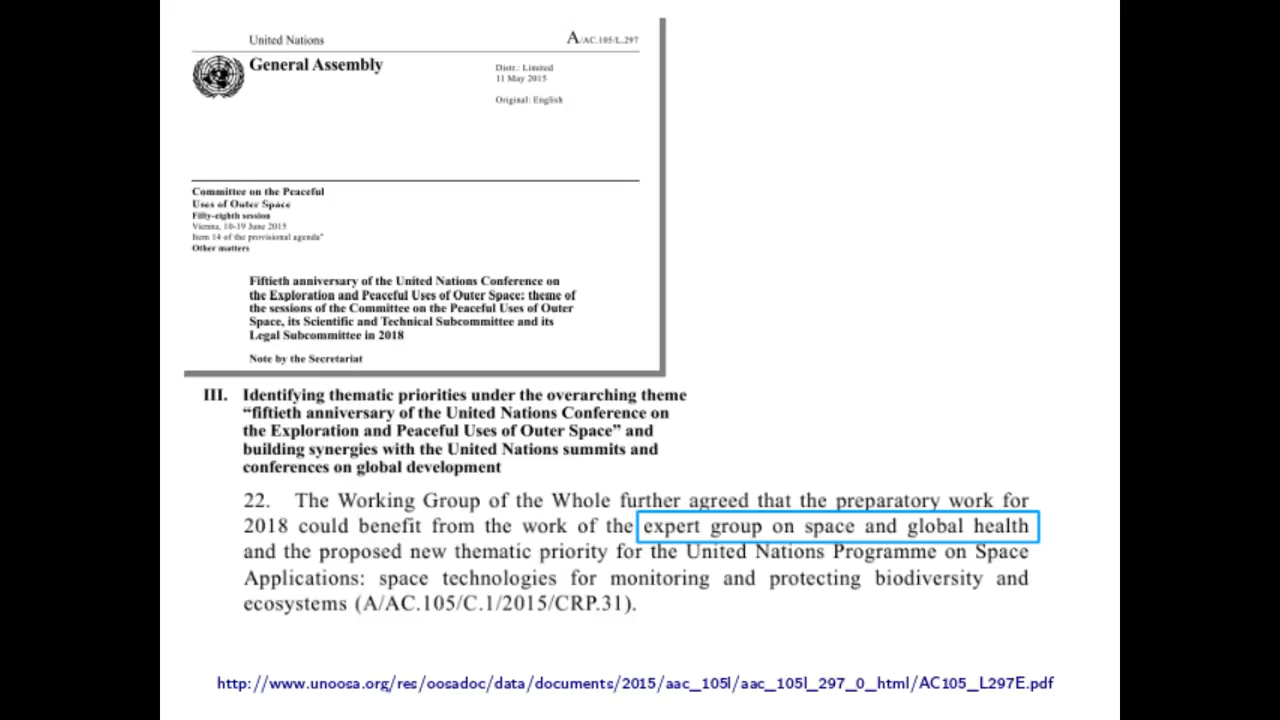 United Nations
A/AC.105/L.297
General Assembly
Distr.: Limited
11 May 2015
Original: English
Committee on the Peaceful
Uses of Outer Space
Fifty-eighth session
Vienna, 10-19 June 2015
Item 14 of the provisional agenda*
Other matters
Fiftieth anniversary of the United Nations Conference on
the Exploration and Peaceful Uses of Outer Space: theme of
the sessions of the Committee on the Peaceful Uses of Outer
Space, its Scientific and Technical Subcommittee and its
Legal Subcommittee in 2018
Note by the Secretariat
III. Identifying thematic priorities under the overarching theme
“fiftieth anniversary of the United Nations Conference on
the Exploration and Peaceful Uses of Outer Space” and
building synergies with the United Nations summits and
conferences on global development
22. The Working Group of the Whole further agreed that the preparatory work for
2018 could benefit from the work of the expert group on space and global health
and the proposed new thematic priority for the United Nations Programme on Space
Applications: space technologies for monitoring and protecting biodiversity and
ecosystems (A/AC.105/C.1/2015/CRP.31).
http://www.unoosa.org/res/oosadoc/data/documents/2015/aac_105l/aac_105l_297_0_html/AC105_L297E.pdf